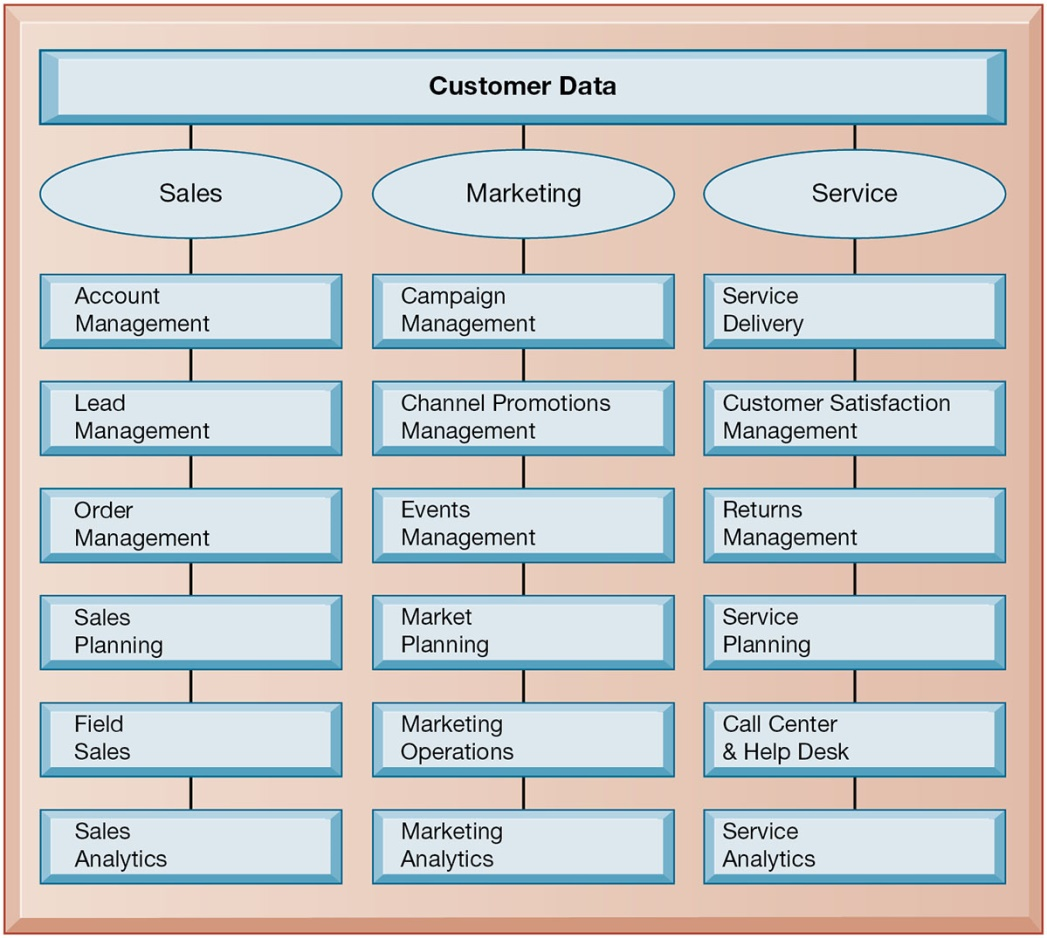 Customer Data
Sales
Marketing
Service
Account
Management
Lead
Management
Order
Management
Sales
Planning
Field
Sales
Sales
Analytics
Campaign
Management
Channel Promotions
Management
Events
Management
Market
Planning
Marketing
Operations
Marketing
Analytics
Service
Delivery
Customer Satisfaction
Management
Returns
Management
Service
Planning
Call Center
& Help Desk
Service
Analytics